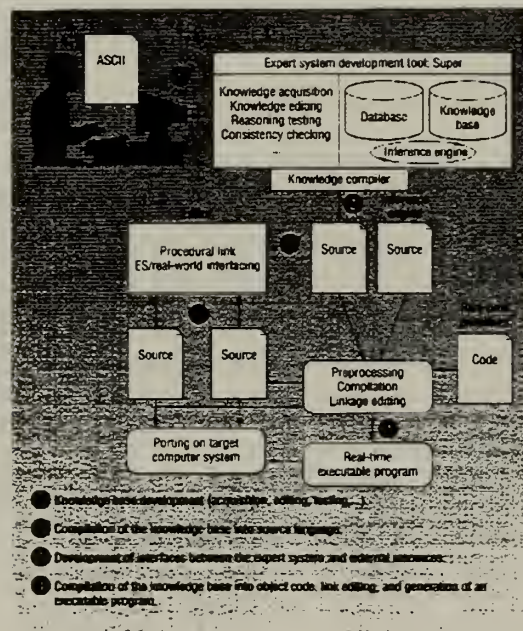 ASCII
Expert system development tool: Super
Knowledge acquisition
Knowledge editing
Reasoning testing
Consistency checking
Database
Knowledge
base
Inference engine
Knowledge compiler
Procedural link
ES/real-world interfacing
Source
Source
Source
Source
Code
Preprocessing
Compilation
Linkage editing
Porting on target
computer system
Real-time
executable program
Knowledge base development (acquisition, editing, testing, ...).
Compilation of the knowledge base into source language.
Development of interfaces between the expert system and external resources.
Compilation of the knowledge base into object code, link editing, and generation of an
executable program.